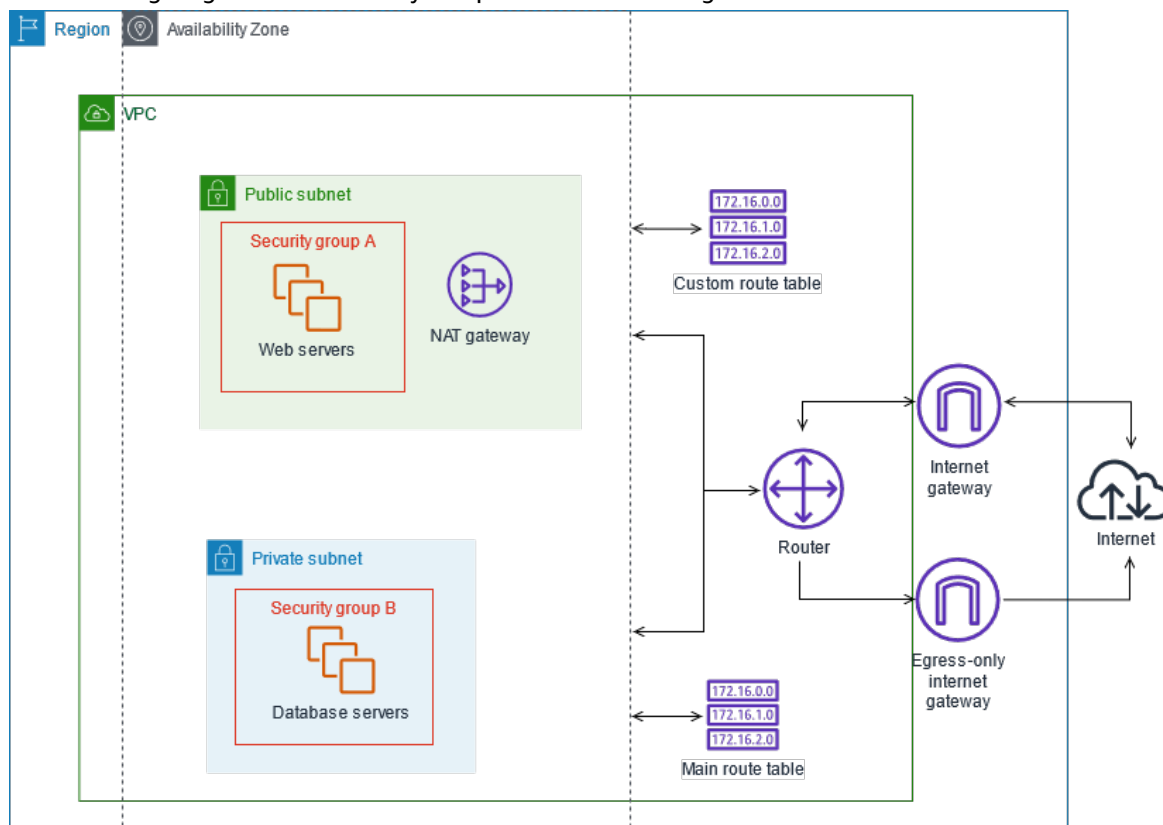 Region
Availability Zone
VPC
Public subnet
Security group A
Web servers
NAT gateway
172.16.0.0
172.16.1.0
172.16.2.0
Custom route table
Internet
gateway
Router
Internet
Private subnet
Security group B
Database servers
Egress-only
internet
gateway
172.16.0.0
172.16.1.0
172.16.2.0
Main route table